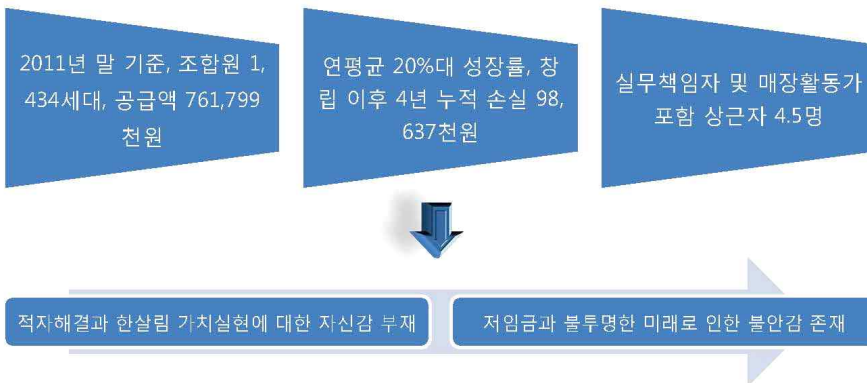 2011년 말 기준, 조합원 1,
434세대, 공급액 761,799
천원
연평균 20%대 성장률, 창
립 이후 4년 누적 손실 98,
637천원
실무책임자 및 매장활동가
포함 상근자 4.5명
적자해결과 한살림 가치실현에 대한 자신감 부재
저임금과 불투명한 미래로 인한 불안감 존재